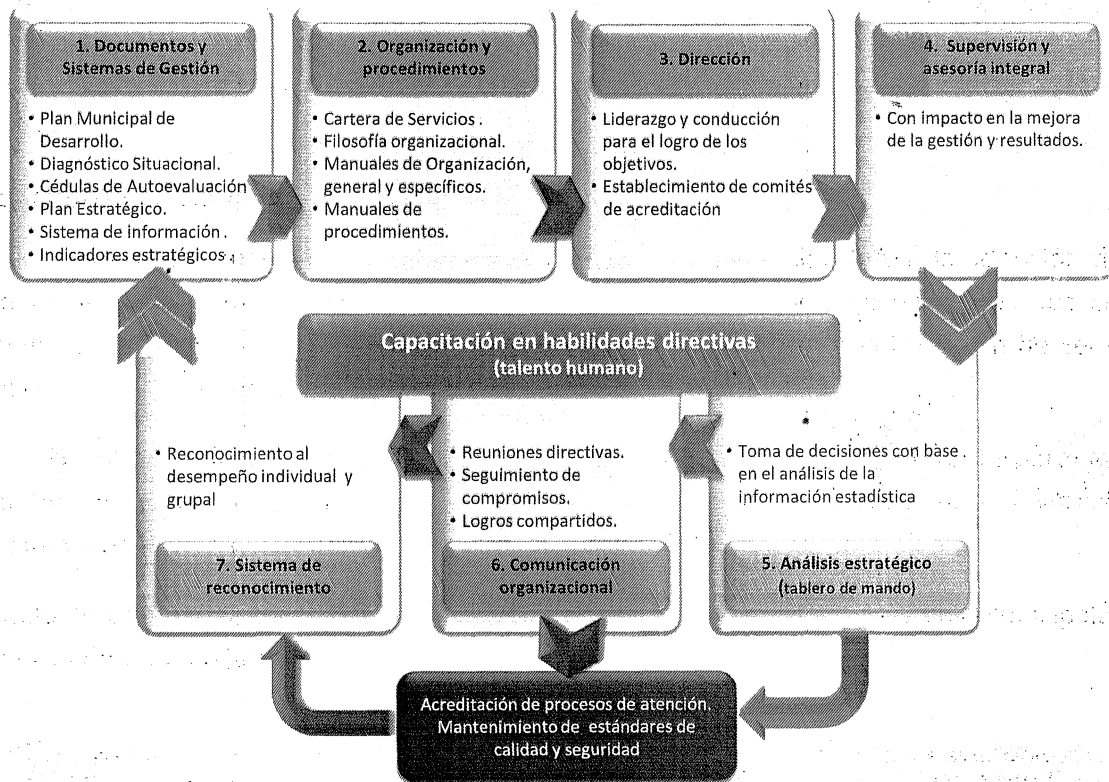 1. Documentos y
Sistemas de Gestión
• Plan Municipal de
Desarrollo.
• Diagnóstico Situacional.
• Cédulas de Autoevaluación
• Plan Estratégico.
• Sistema de información.
• Indicadores estratégicos.
2. Organización y
procedimientos
• Cartera de Servicios.
• Filosofía organizacional.
• Manuales de Organización,
general y específicos.
• Manuales de
procedimientos.
3. Dirección
• Liderazgo y conducción
para el logro de los
objetivos.
• Establecimiento de comités
de acreditación
4. Supervisión y
asesoría integral
• Con impacto en la mejora
de la gestión y resultados.
Capacitación en habilidades directivas
(talento humano)
• Reconocimiento al
desempeño individual y
grupal
7. Sistema de
reconocimiento
• Reuniones directivas.
• Seguimiento de
compromisos.
• Logros compartidos.
6. Comunicación
organizacional
• Toma de decisiones con base
en el análisis de la
información estadística
5. Análisis estratégico
(tablero de mando)
Acreditación de procesos de atención.
Mantenimiento de estándares de
calidad y seguridad